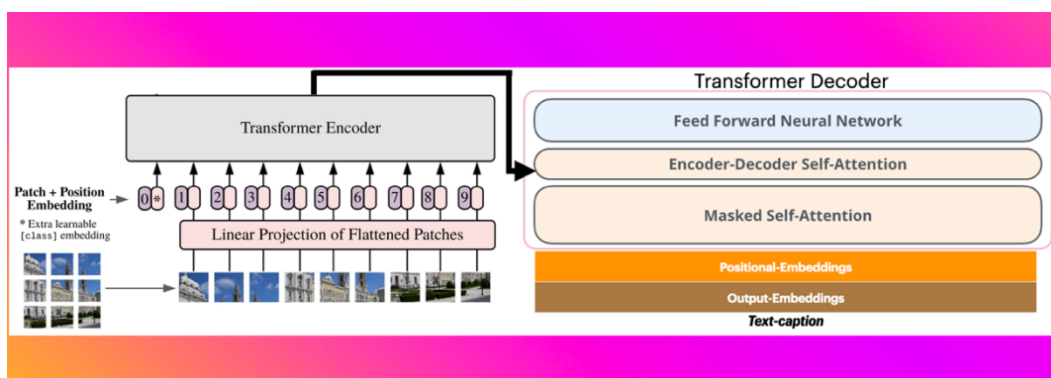 Transformer Decoder
Transformer Encoder
Feed Forward Neural Network
Encoder-Decoder Self-Attention
Masked Self-Attention
Patch + Position
Embedding
0 * 1 2 3 4 5 6 7 8 9
* Extra learnable
[class] embedding
Linear Projection of Flattened Patches
Positional-Embeddings
Output-Embeddings
Text-caption